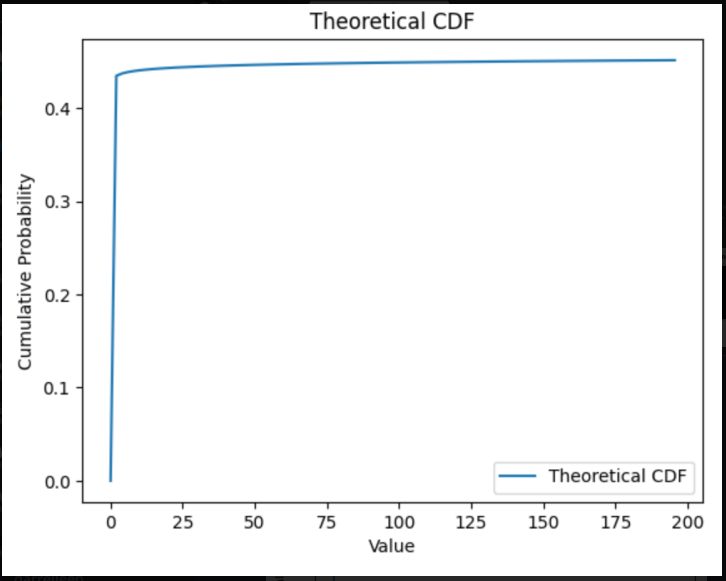 Theoretical CDF
Cumulative Probability
0.4
0.3
0.2
0.1
0.0
Theoretical CDF
0 25 50 75 100 125 150 175 200
Value